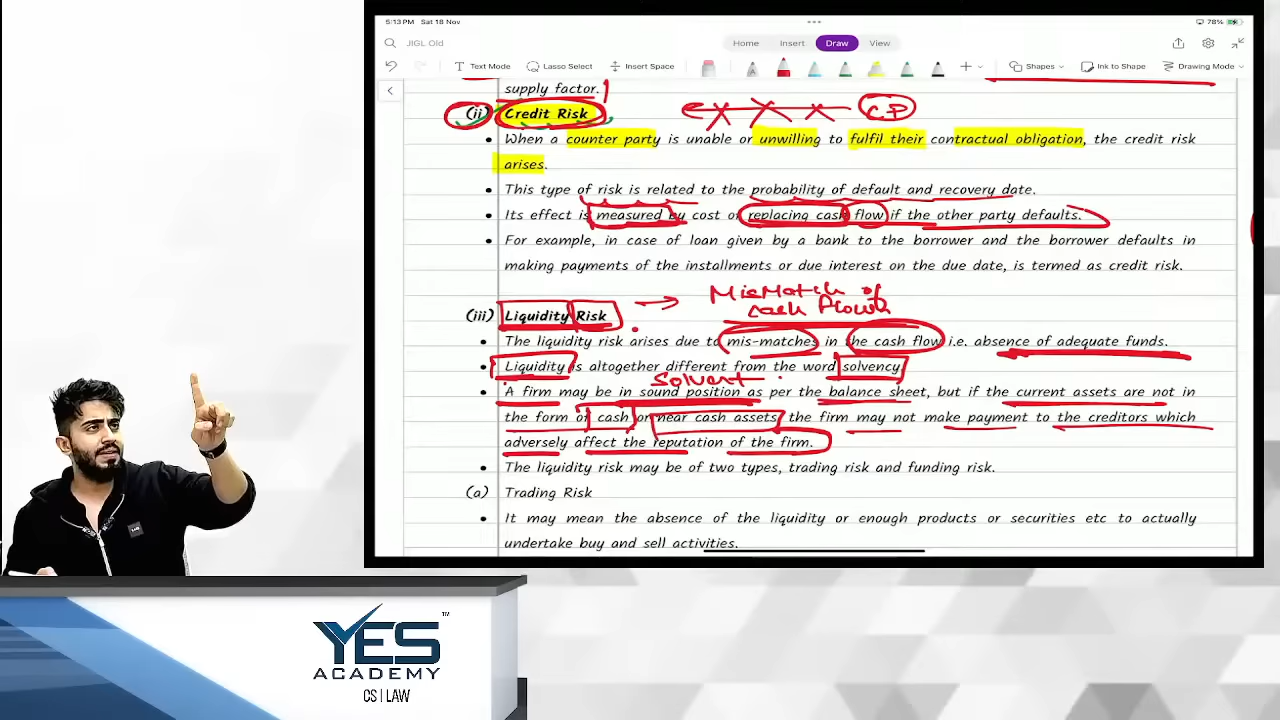 5:13 PM Sat 18 Nov
78%
JIGL Old
Home Insert Draw View
Text Mode Lasso Select Insert Space Shapes Ink to Shape Drawing Mode
supply factor.
(ii) Credit Risk C.P
• When a counter party is unable or unwilling to fulfil their contractual obligation, the credit risk
arises.
• This type of risk is related to the probability of default and recovery date.
• Its effect is measured by cost of replacing cash flow if the other party defaults.
• For example, in case of loan given by a bank to the borrower and the borrower defaults in
making payments of the installments or due interest on the due date, is termed as credit risk.
MisMatch of
cash Flowh
(iii) Liquidity Risk
• The liquidity risk arises due to mis-matches in the cash flow i.e. absence of adequate funds.
• Liquidity is altogether different from the word solvency
solvent
• A firm may be in sound position as per the balance sheet, but if the current assets are not in
the form of cash or near cash assets the firm may not make payment to the creditors which
adversely affect the reputation of the firm.
• The liquidity risk may be of two types, trading risk and funding risk.
(a) Trading Risk
• It may mean the absence of the liquidity or enough products or securities etc to actually
undertake buy and sell activities.
YES™
ACADEMY
CS | LAW